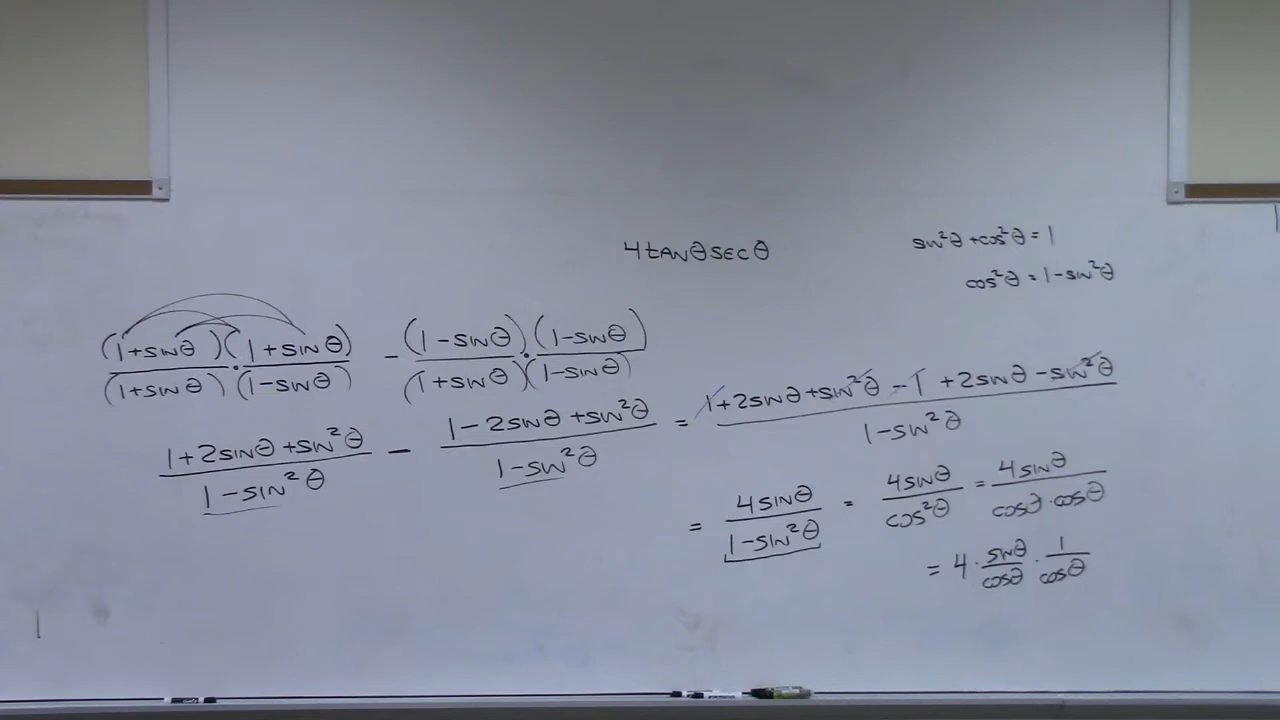 4tanθsecθ
sin²θ + cos²θ = 1
cos²θ = 1 - sin²θ
(1+sinθ)(1+sinθ) / (1+sinθ)·(1-sinθ) - (1-sinθ)·(1-sinθ) / (1+sinθ)(1-sinθ)
(1+2sinθ+sin²θ) / (1-sin²θ) - (1-2sinθ+sin²θ) / (1-sin²θ) = (1+2sinθ+sin²θ - 1 + 2sinθ - sin²θ) / (1-sin²θ)
= 4sinθ / (1-sin²θ) = 4sinθ / cos²θ = 4sinθ / (cosθ·cosθ)
= 4 · sinθ/cosθ · 1/cosθ